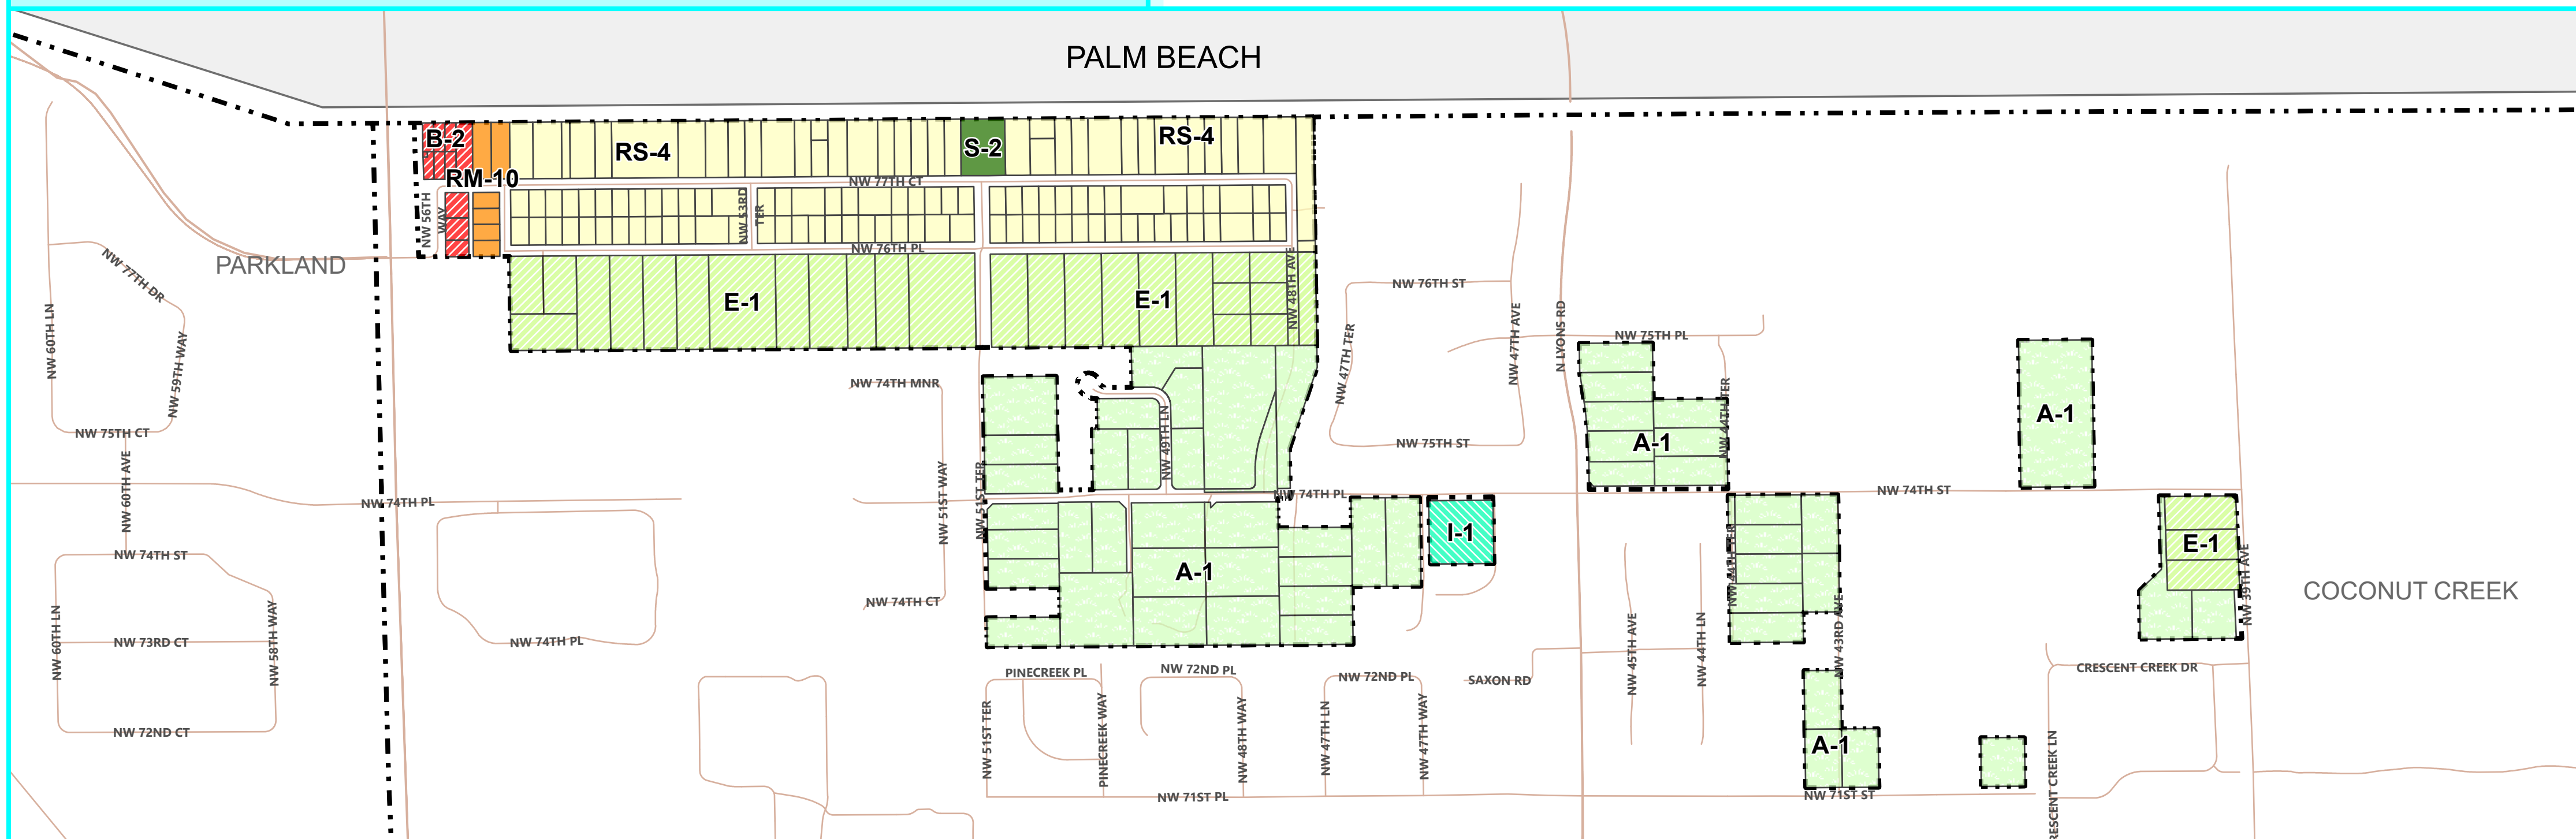 PALM BEACH
B-2
RS-4
S-2
RS-4
RM-10
NW 77TH CT
NW 56TH
WAY
NW 53RD
TER
NW 76TH PL
PARKLAND
NW 77TH DR
NW 60TH LN
NW 59TH WAY
E-1
E-1
NW 48TH AVE
NW 76TH ST
NW 47TH TER
NW 47TH AVE
N LYONS RD
NW 75TH PL
NW 74TH MNR
NW 75TH CT
NW 60TH AVE
NW 49TH LN
NW 75TH ST
A-1
NW 44TH TER
A-1
NW 51ST WAY
NW 51ST TER
NW 74TH PL
NW 74TH PL
NW 74TH ST
NW 74TH ST
I-1
A-1
NW 44TH TER
E-1
NW 39TH AVE
COCONUT CREEK
NW 74TH CT
NW 60TH LN
NW 73RD CT
NW 58TH WAY
NW 74TH PL
NW 45TH AVE
NW 44TH LN
NW 43RD AVE
PINECREEK PL
NW 72ND PL
NW 72ND PL
SAXON RD
CRESCENT CREEK DR
NW 72ND CT
NW 51ST TER
PINECREEK WAY
NW 48TH WAY
NW 47TH LN
NW 47TH WAY
A-1
NW 71ST PL
NW 71ST ST
RESCENT CREEK LN